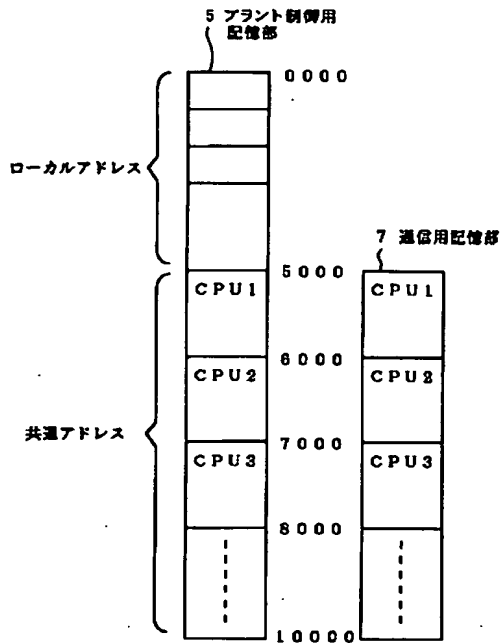 5 プラント制御用
記憶部
0000
ローカルアドレス
7 通信用記憶部
5000
CPU1
CPU1
6000
CPU2
CPU2
7000
共通アドレス
CPU3
CPU3
8000
10000